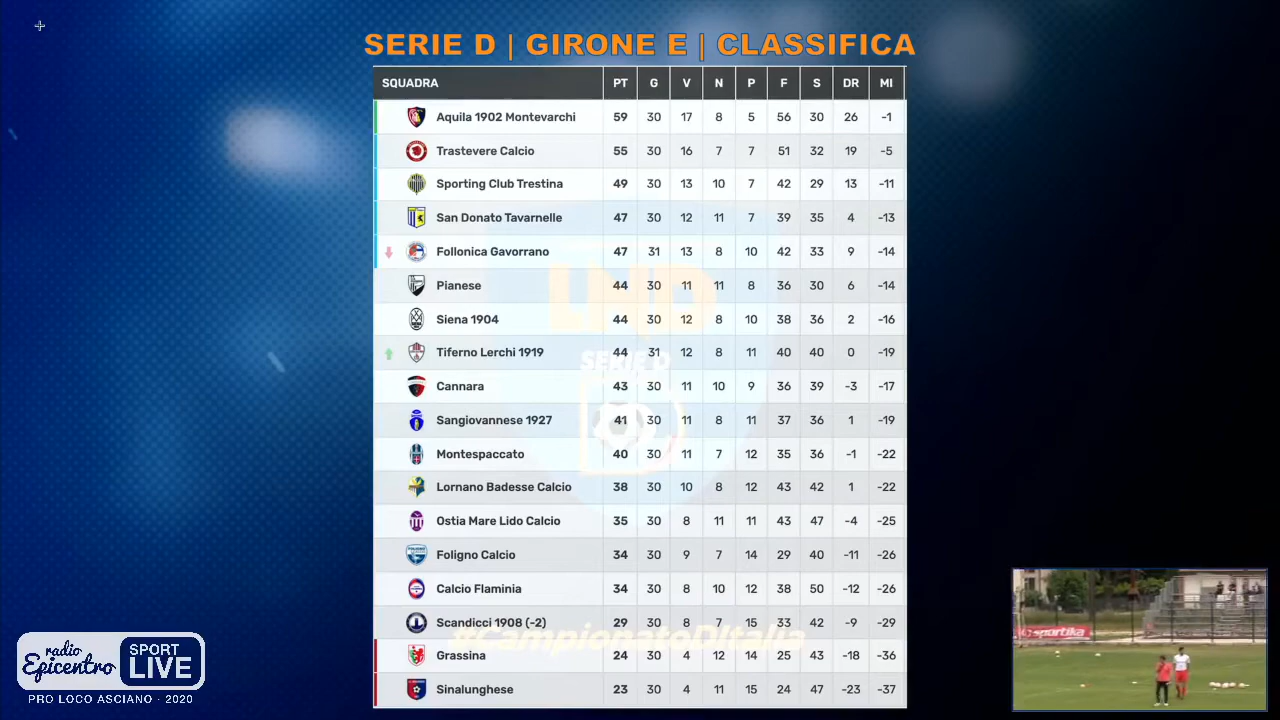 SERIE D | GIRONE E | CLASSIFICA
SQUADRA PT G V N P F S DR MI
Aquila 1902 Montevarchi 59 30 17 8 5 56 30 26 -1
Trastevere Calcio 55 30 16 7 7 51 32 19 -5
Sporting Club Trestina 49 30 13 10 7 42 29 13 -11
San Donato Tavarnelle 47 30 12 11 7 39 35 4 -13
Follonica Gavorrano 47 31 13 8 10 42 33 9 -14
Pianese 44 30 11 11 8 36 30 6 -14
Siena 1904 44 30 12 8 10 38 36 2 -16
Tiferno Lerchi 1919 44 31 12 8 11 40 40 0 -19
Cannara 43 30 11 10 9 36 39 -3 -17
Sangiovannese 1927 41 30 11 8 11 37 36 1 -19
Montespaccato 40 30 11 7 12 35 36 -1 -22
Lornano Badesse Calcio 38 30 10 8 12 43 42 1 -22
Ostia Mare Lido Calcio 35 30 8 11 11 43 47 -4 -25
Foligno Calcio 34 30 9 7 14 29 40 -11 -26
Calcio Flaminia 34 30 8 10 12 38 50 -12 -26
Scandicci 1908 (-2) 29 30 8 7 15 33 42 -9 -29
Grassina 24 30 4 12 14 25 43 -18 -36
Sinalunghese 23 30 4 11 15 24 47 -23 -37
LND
SERIE D
#CampionatoDItalia
radio Epicentro SPORT LIVE
PRO LOCO ASCIANO · 2020
sportika